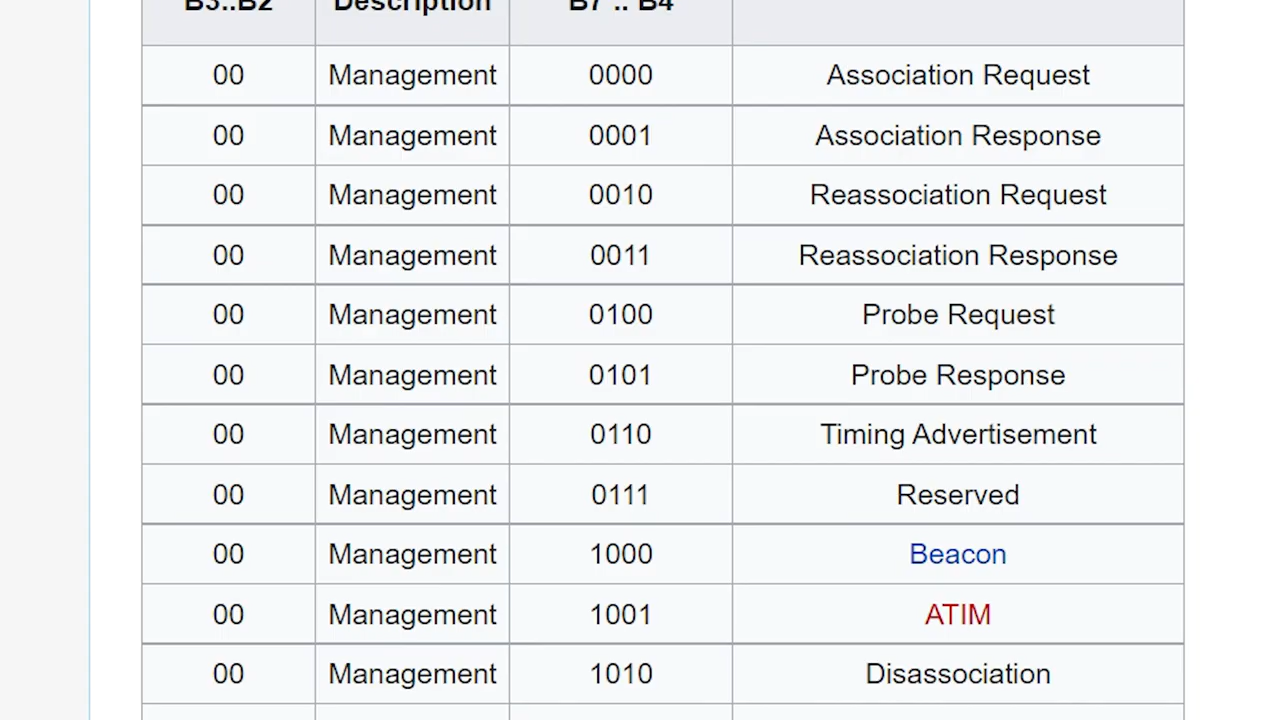 B3..B2 Description B7 .. B4
00 Management 0000 Association Request
00 Management 0001 Association Response
00 Management 0010 Reassociation Request
00 Management 0011 Reassociation Response
00 Management 0100 Probe Request
00 Management 0101 Probe Response
00 Management 0110 Timing Advertisement
00 Management 0111 Reserved
00 Management 1000 Beacon
00 Management 1001 ATIM
00 Management 1010 Disassociation